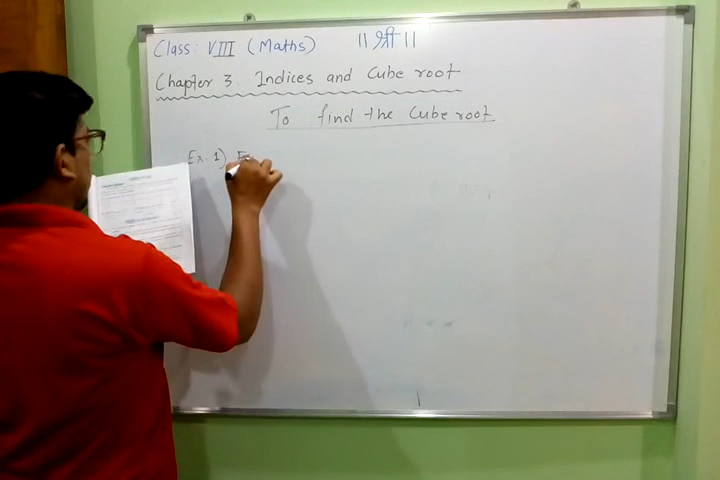 Class: VIII (Maths) || श्री ||
Chapter 3. Indices and Cube root
To find the Cube root
Ex. 1) F